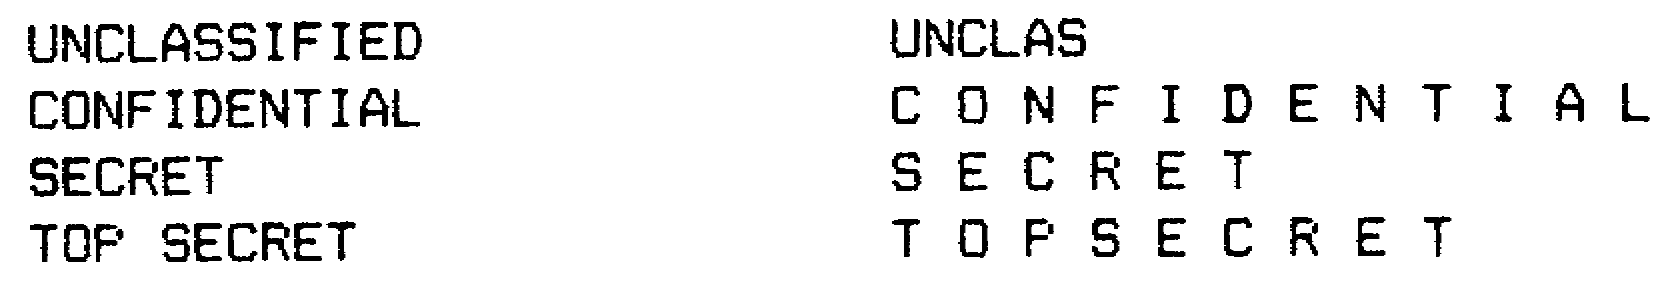 UNCLASSIFIED UNCLAS
CONFIDENTIAL C O N F I D E N T I A L
SECRET S E C R E T
TOP SECRET T O P S E C R E T